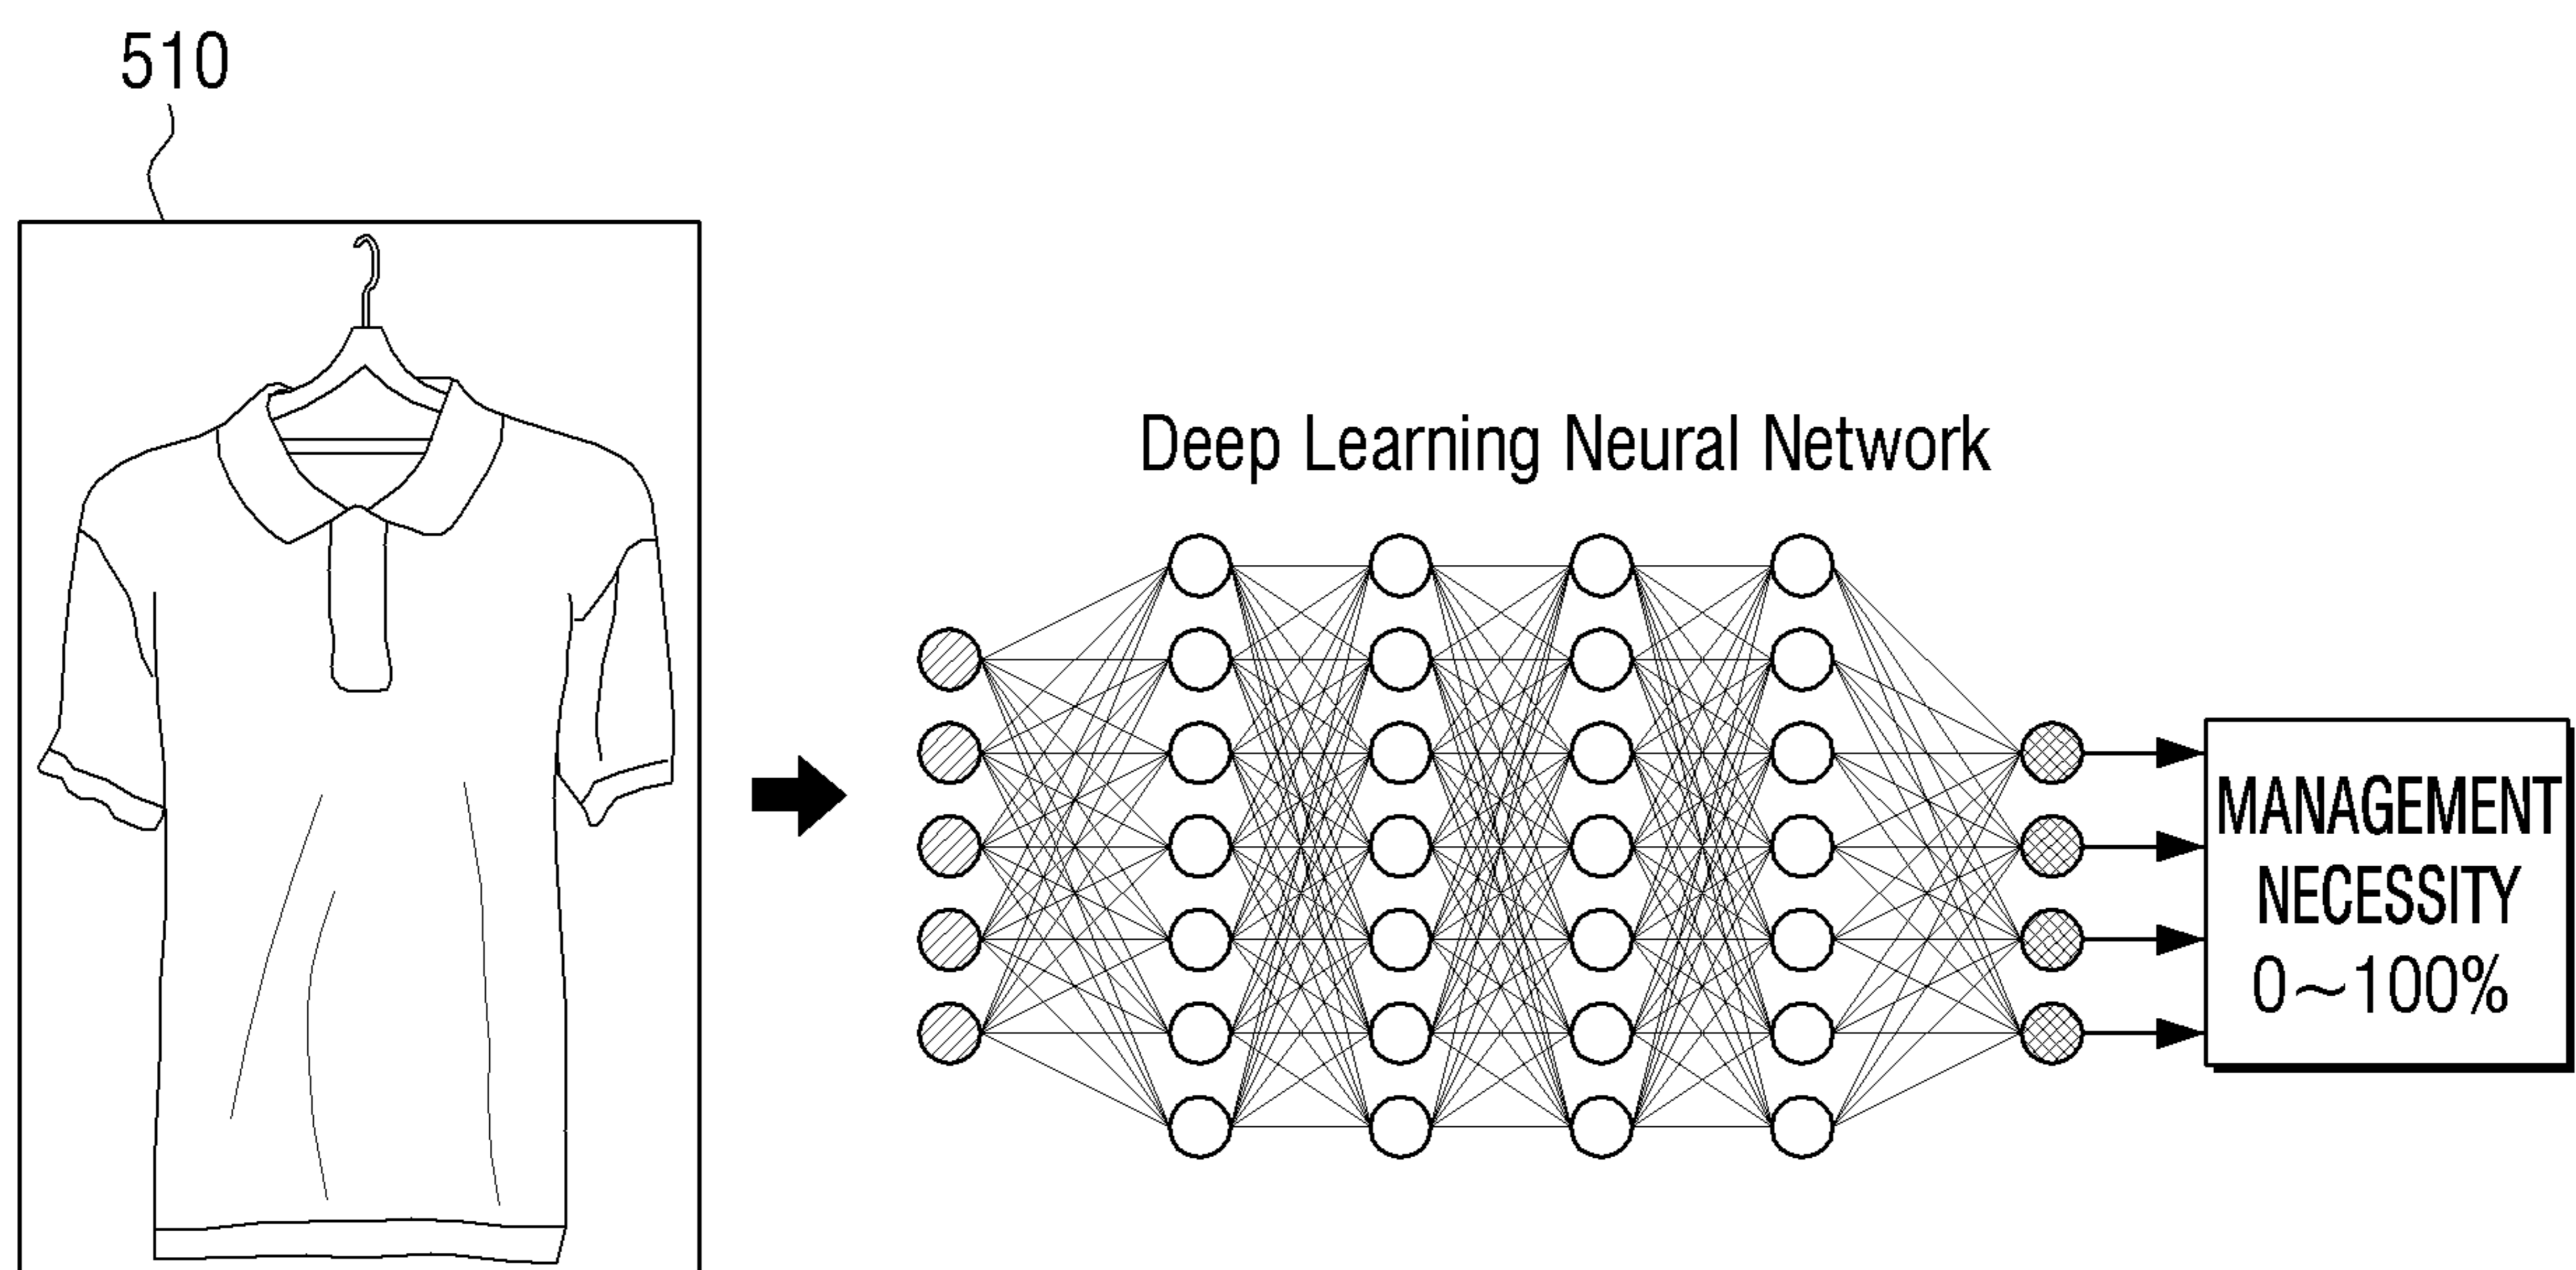 510
Deep Learning Neural Network
MANAGEMENT
NECESSITY
0~100%